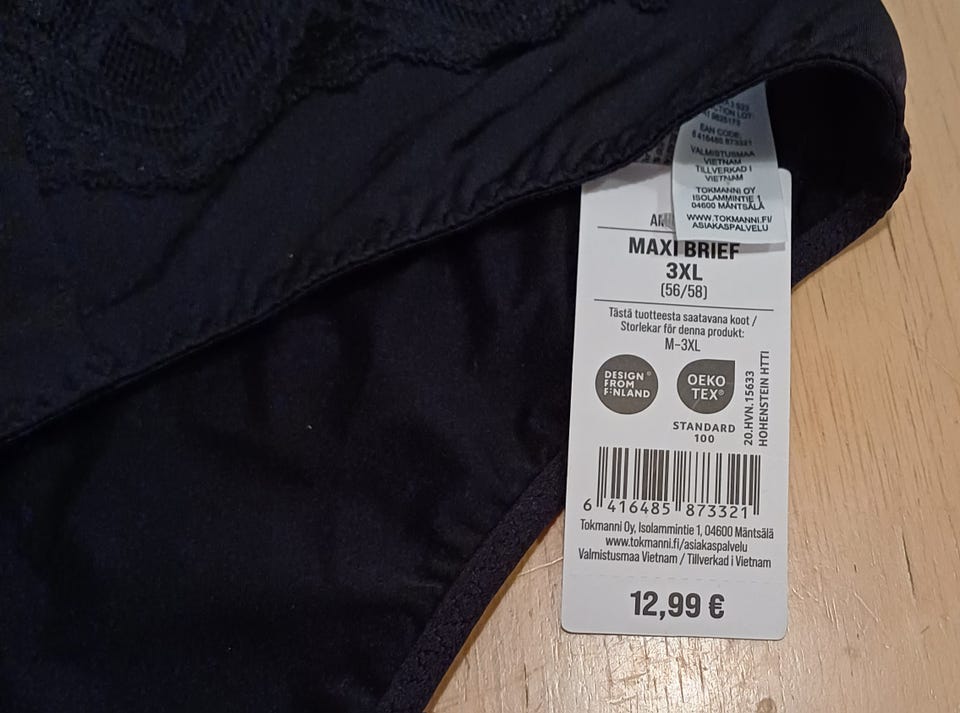 EAN CODE:
6416485 873321
VALMISTUSMAA
VIETNAM
TILLVERKAD I
VIETNAM
TOKMANNI OY
ISOLAMMINTIE 1
04600 MÄNTSÄLÄ
WWW.TOKMANNI.FI/
ASIAKASPALVELU
MAXI BRIEF
3XL
(56/58)
Tästä tuotteesta saatavana koot /
Storlekar för denna produkt:
M–3XL
DESIGN
FROM
FINLAND
OEKO
TEX®
STANDARD
100
20.HVN.15633
HOHENSTEIN HTTI
6 416485 873321
Tokmanni Oy, Isolammintie 1, 04600 Mäntsälä
www.tokmanni.fi/asiakaspalvelu
Valmistusmaa Vietnam / Tillverkad i Vietnam
12,99 €